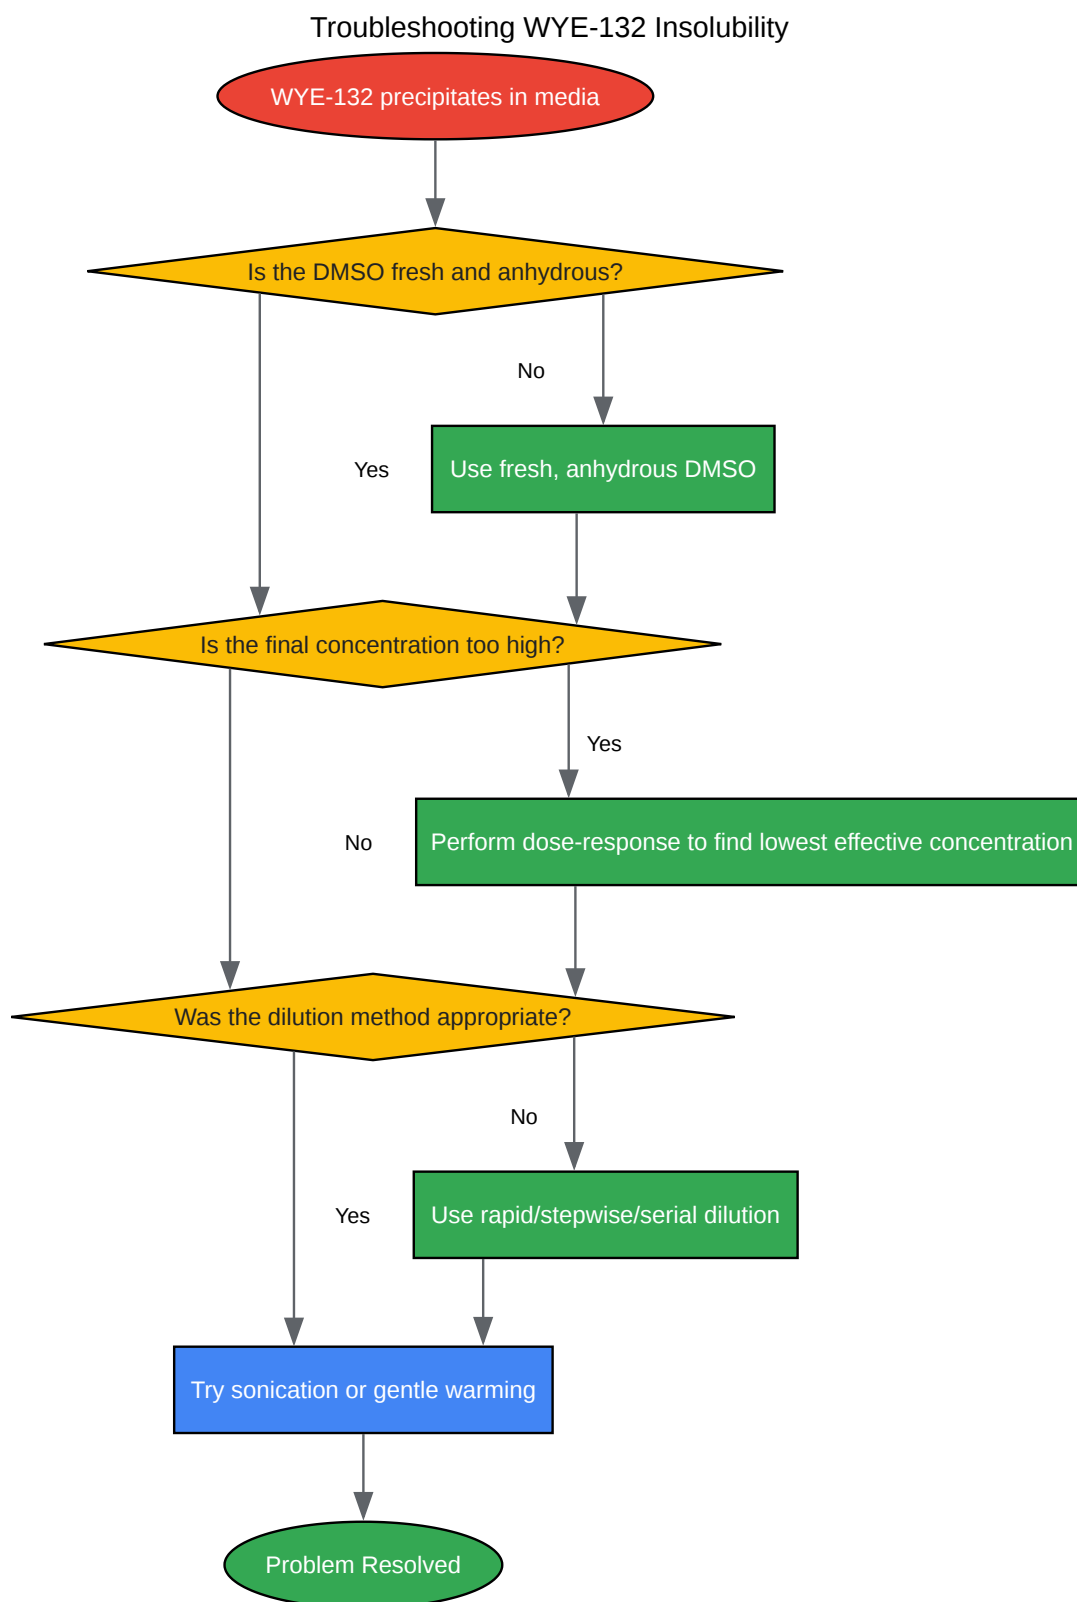 Troubleshooting WYE-132 Insolubility
WYE-132 precipitates in media
Is the DMSO fresh and anhydrous?
No
Yes
Use fresh, anhydrous DMSO
Is the final concentration too high?
Yes
No
Perform dose-response to find lowest effective concentration
Was the dilution method appropriate?
No
Yes
Use rapid/stepwise/serial dilution
Try sonication or gentle warming
Problem Resolved